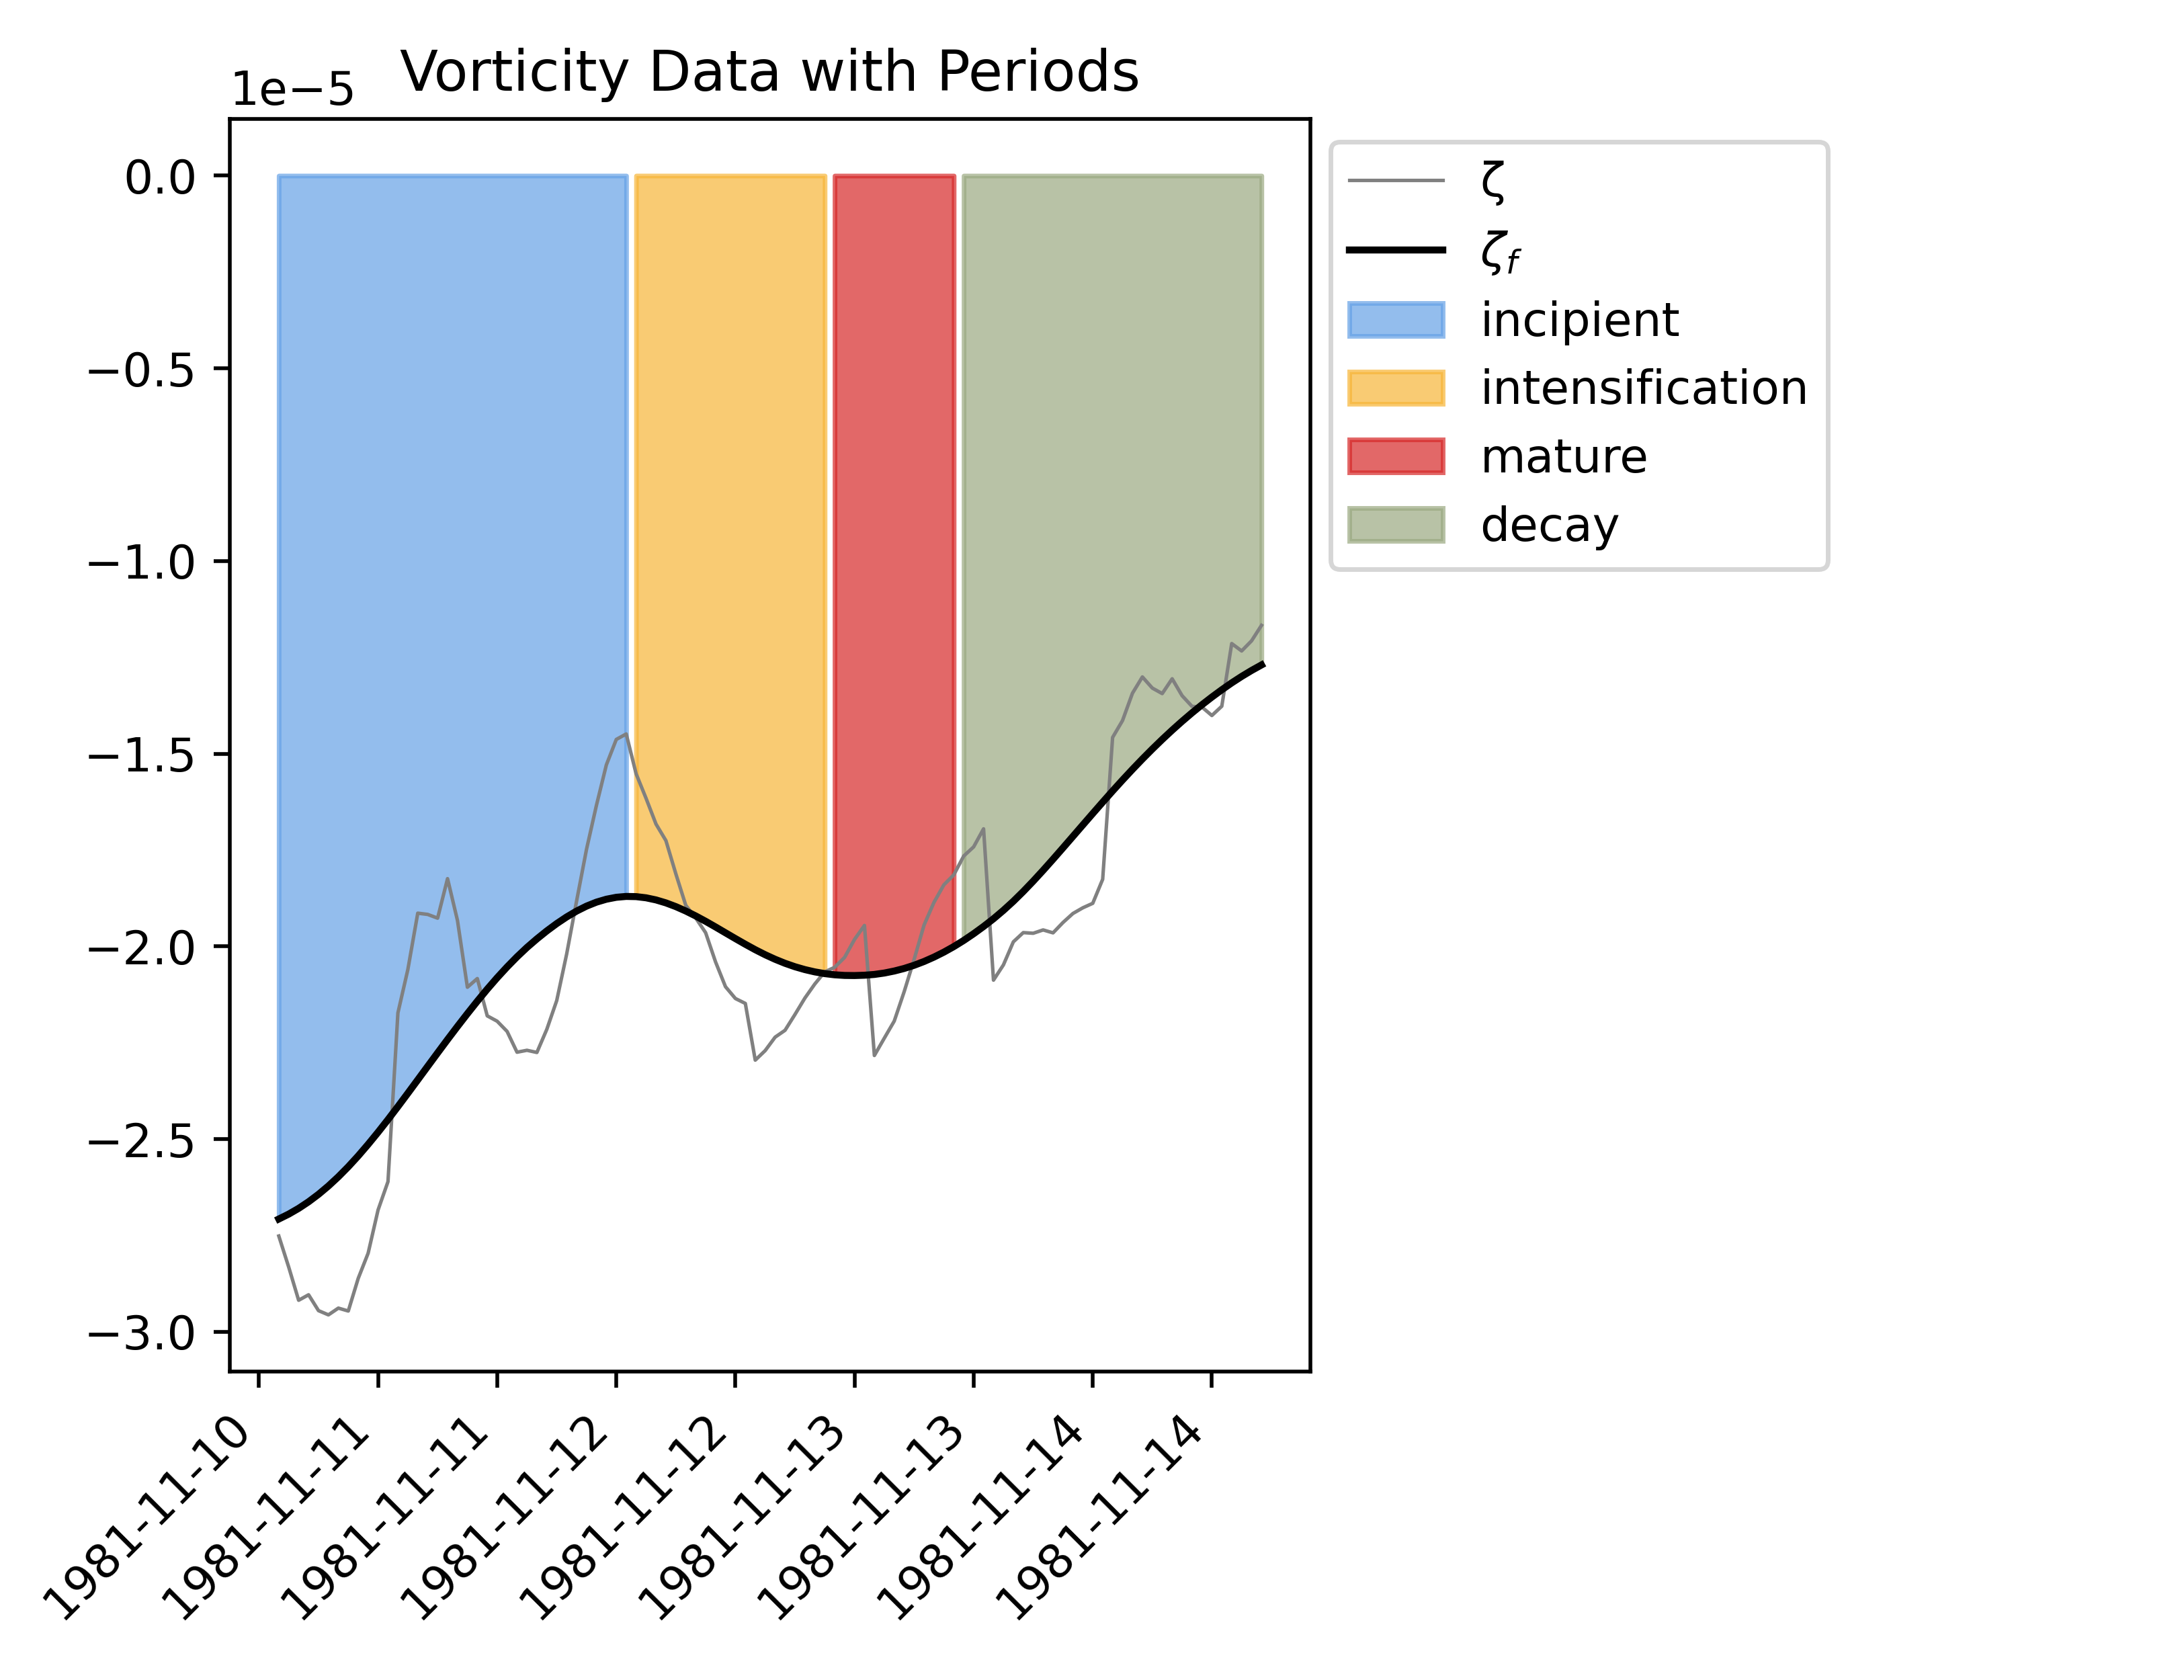 Vorticity Data with Periods
1e−5
0.0
−0.5
−1.0
−1.5
−2.0
−2.5
−3.0
1981-11-10
1981-11-11
1981-11-11
1981-11-12
1981-11-12
1981-11-13
1981-11-13
1981-11-14
1981-11-14
ζ
ζf
incipient
intensification
mature
decay